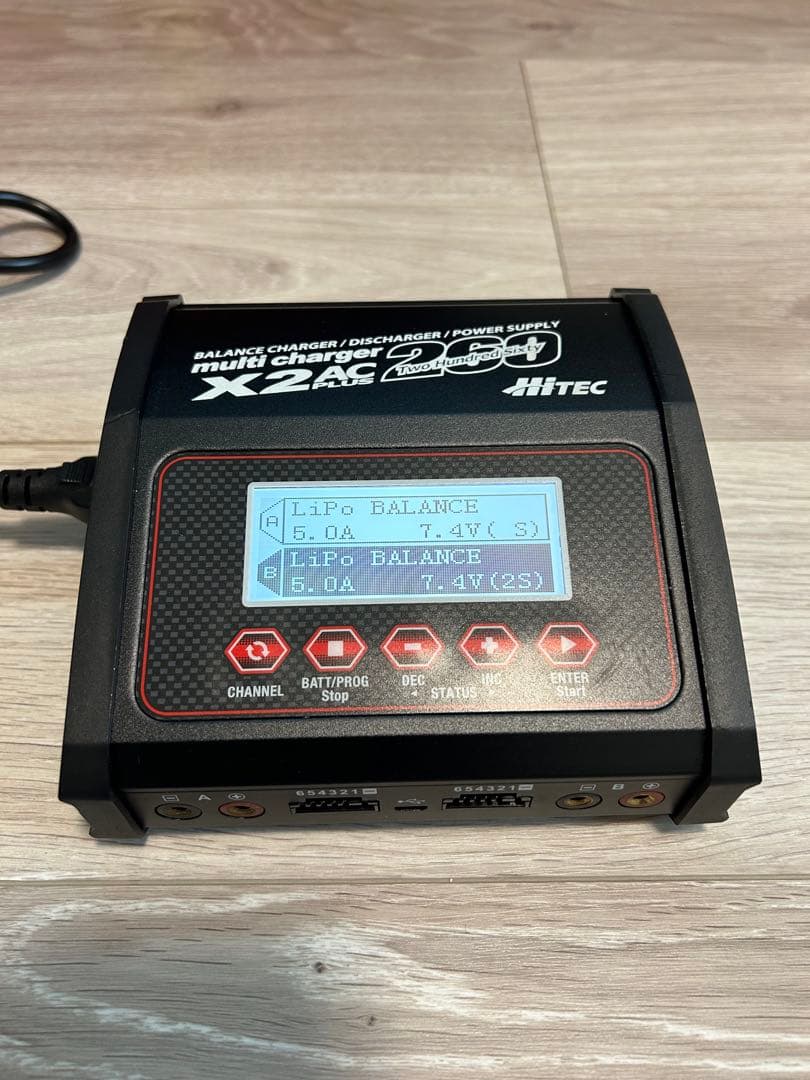 BALANCE CHARGER / DISCHARGER / POWER SUPPLY
multi charger
X2 AC PLUS 260
Two Hundred Sixty
HiTEC
A LiPo BALANCE
5.0A 7.4V( S)
B LiPo BALANCE
5.0A 7.4V(2S)
CHANNEL BATT/PROG Stop DEC INC ENTER Start
◄ STATUS ►
− A + 654321− 654321− − B +